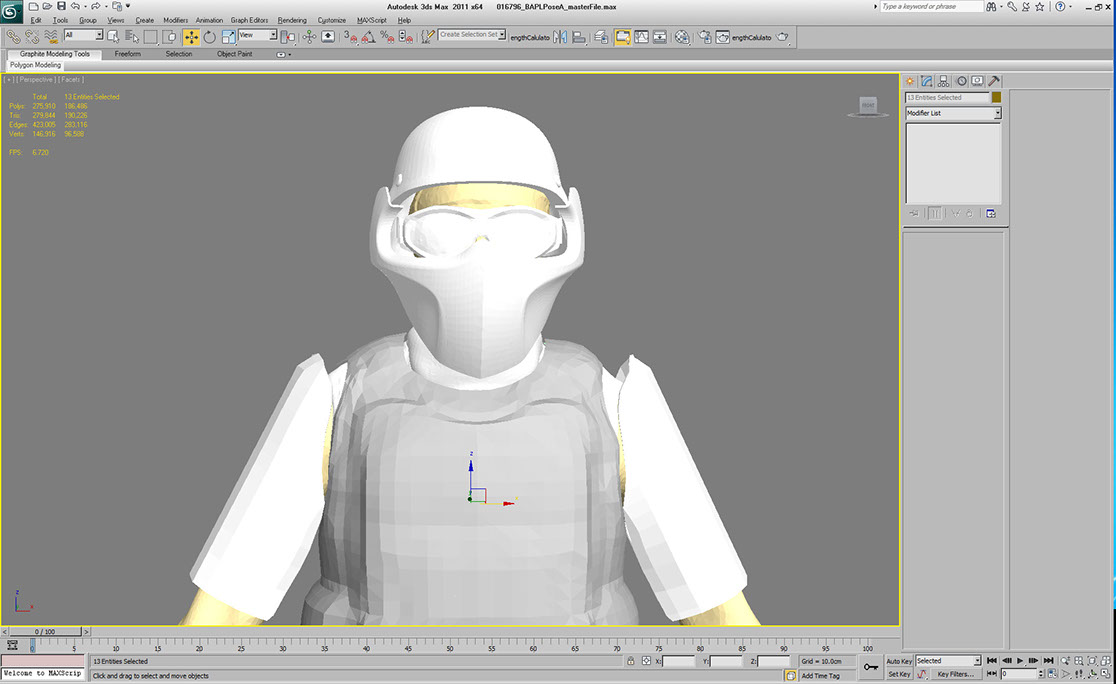 Autodesk 3ds Max 2011 x64 016796_BAPLPoseA_masterFile.max
Type a keyword or phrase
Edit Tools Group Views Create Modifiers Animation Graph Editors Rendering Customize MAXScript Help
All View 3 Create Selection Set engthCalulato engthCalulato
Graphite Modeling Tools Freeform Selection Object Paint
Polygon Modeling
[ + ] [ Perspective ] [ Facets ]
Total 13 Entities Selected
Polys: 275,910 186,486
Tris: 279,844 190,226
Edges: 423,005 283,116
Verts: 146,916 96,588
FPS: 6.720
13 Entities Selected
Modifier List
z
z
x
0 / 100
0 5 10 15 20 25 30 35 40 45 50 55 60 65 70 75 80 85 90 95 100
13 Entities Selected X: Y: Z: Grid = 10.0cm Auto Key Selected
Welcome to MAXScrip Click and drag to select and move objects Add Time Tag Set Key Key Filters... 0